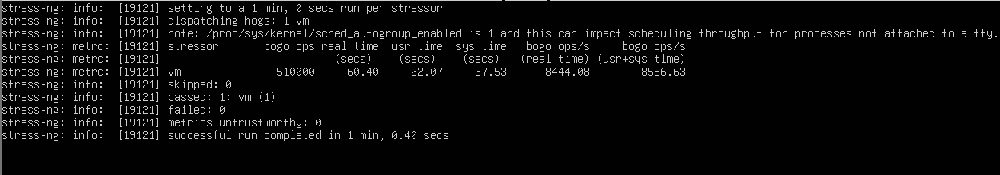 stress-ng: info:  [19121] setting to a 1 min, 0 secs run per stressor
stress-ng: info:  [19121] dispatching hogs: 1 vm
stress-ng: info:  [19121] note: /proc/sys/kernel/sched_autogroup_enabled is 1 and this can impact scheduling throughput for processes not attached to a tty.
stress-ng: metrc: [19121] stressor       bogo ops real time  usr time  sys time   bogo ops/s     bogo ops/s
stress-ng: metrc: [19121]                           (secs)    (secs)    (secs)   (real time) (usr+sys time)
stress-ng: metrc: [19121] vm               510000     60.40     22.07     37.53      8444.08        8556.63
stress-ng: info:  [19121] skipped: 0
stress-ng: info:  [19121] passed: 1: vm (1)
stress-ng: info:  [19121] failed: 0
stress-ng: info:  [19121] metrics untrustworthy: 0
stress-ng: info:  [19121] successful run completed in 1 min, 0.40 secs